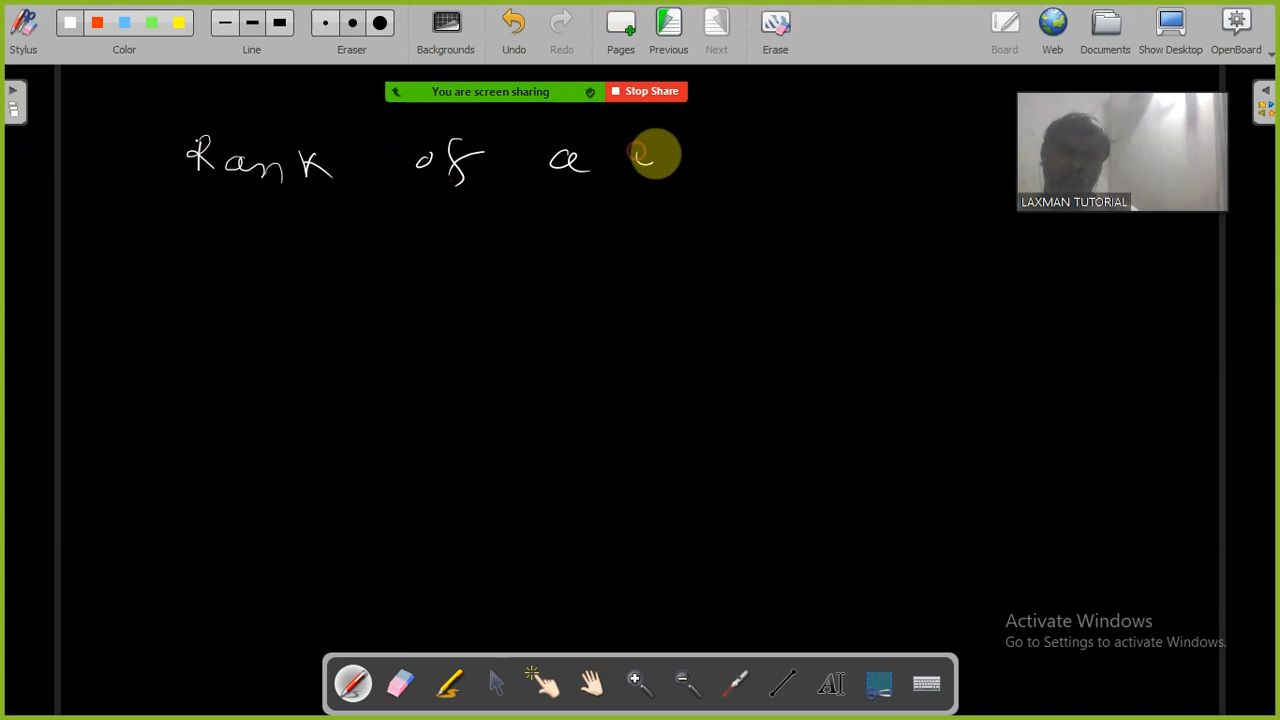 Stylus Color Line Eraser Backgrounds Undo Redo Pages Previous Next Erase Board Web Documents Show Desktop OpenBoard
You are screen sharing Stop Share
Rank of a
LAXMAN TUTORIAL
Activate Windows
Go to Settings to activate Windows.